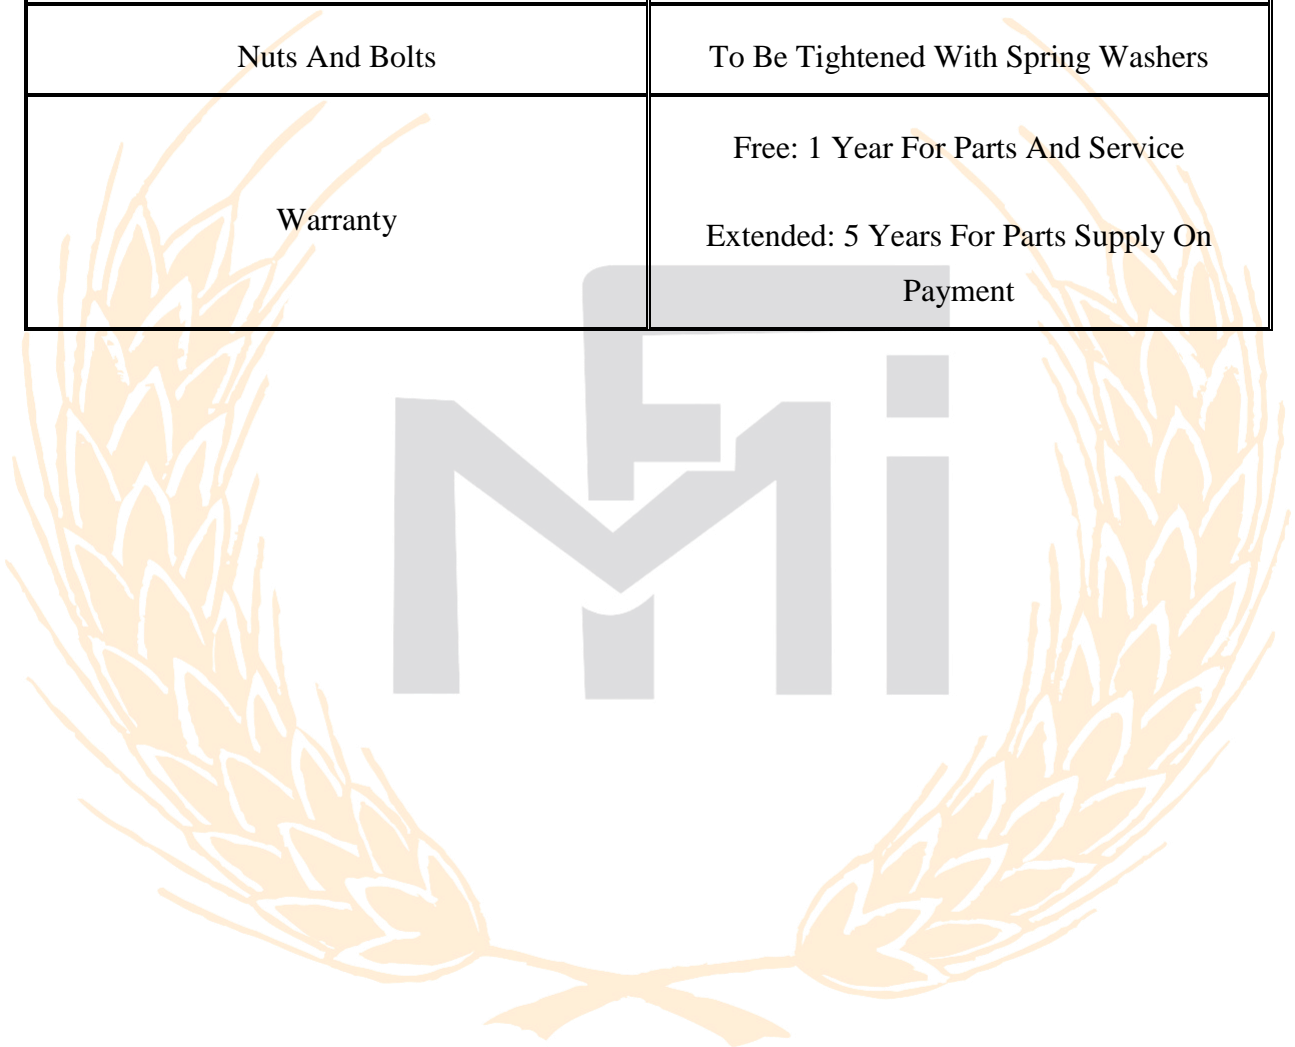 Nuts And Bolts
To Be Tightened With Spring Washers
Warranty
Free: 1 Year For Parts And Service
Extended: 5 Years For Parts Supply On
Payment
FMi